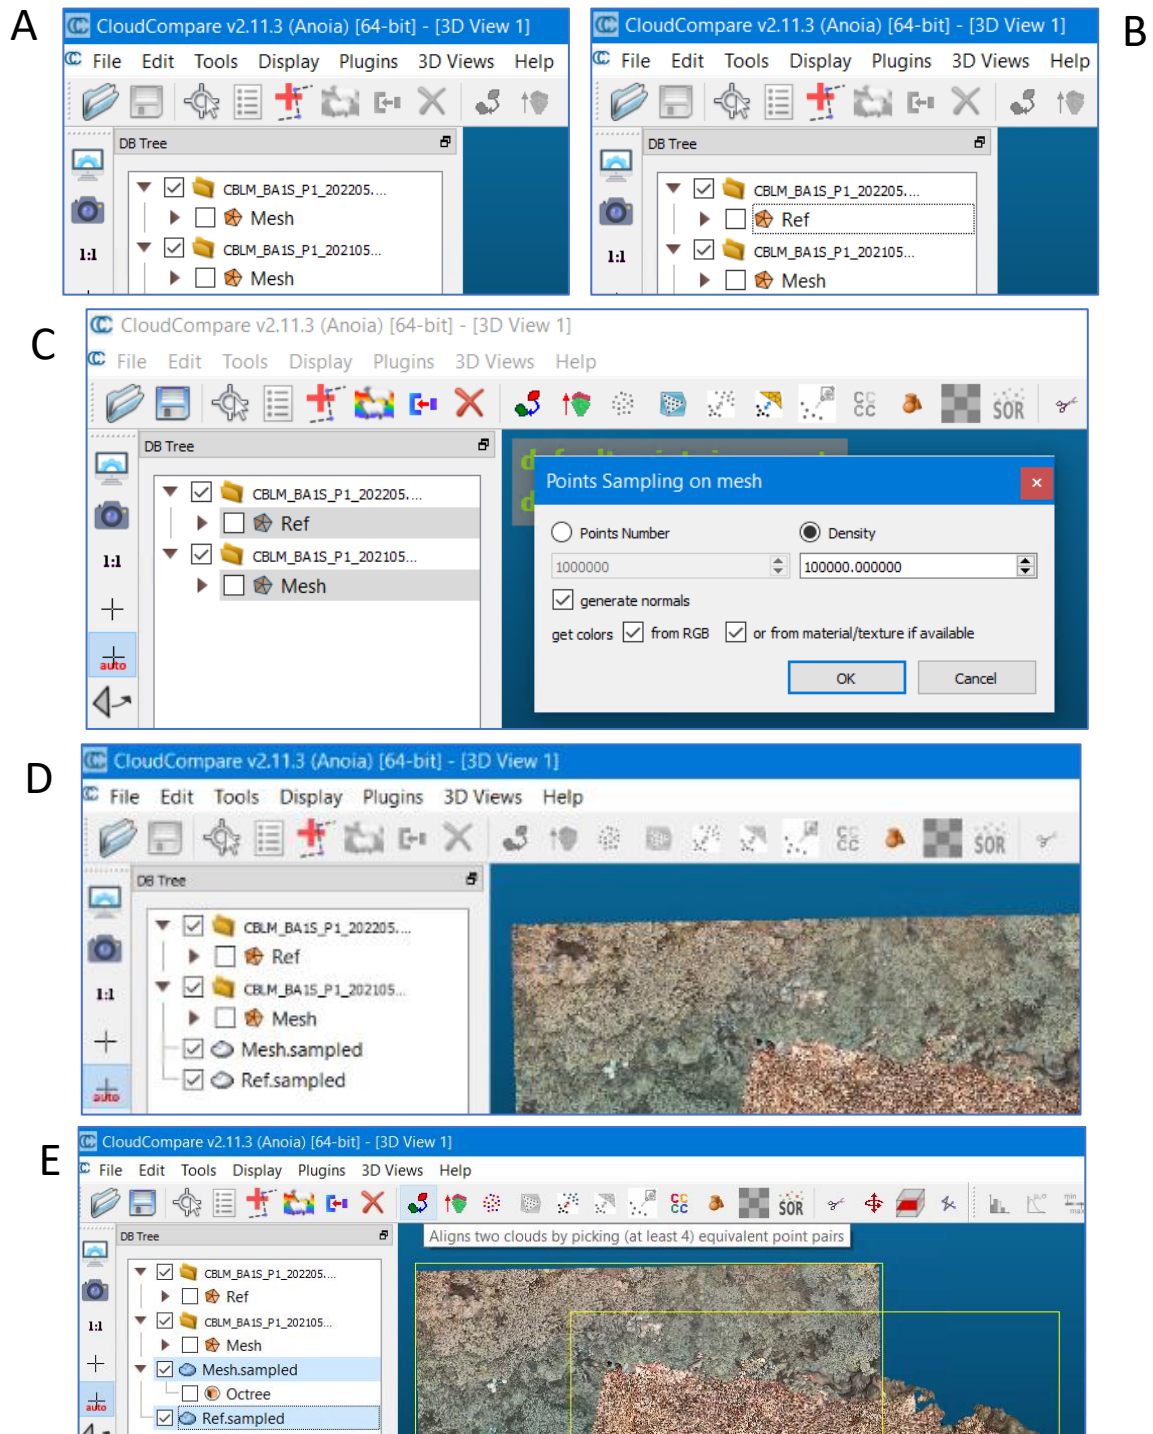 A
CloudCompare v2.11.3 (Anoia) [64-bit] - [3D View 1]
File Edit Tools Display Plugins 3D Views Help
DB Tree
CBLM_BA1S_P1_202205....
Mesh
CBLM_BA1S_P1_202105...
Mesh
1:1
B
CloudCompare v2.11.3 (Anoia) [64-bit] - [3D View 1]
File Edit Tools Display Plugins 3D Views Help
DB Tree
CBLM_BA1S_P1_202205....
Ref
CBLM_BA1S_P1_202105...
Mesh
1:1
C
CloudCompare v2.11.3 (Anoia) [64-bit] - [3D View 1]
File Edit Tools Display Plugins 3D Views Help
CC
CC
SOR
DB Tree
CBLM_BA1S_P1_202205....
Ref
CBLM_BA1S_P1_202105...
Mesh
1:1
auto
Points Sampling on mesh
Points Number Density
1000000 100000.000000
generate normals
get colors from RGB or from material/texture if available
OK Cancel
D
CloudCompare v2.11.3 (Anoia) [64-bit] - [3D View 1]
File Edit Tools Display Plugins 3D Views Help
CC
CC
SOR
DB Tree
CBLM_BA1S_P1_202205....
Ref
CBLM_BA1S_P1_202105...
Mesh
Mesh.sampled
Ref.sampled
1:1
auto
E
CloudCompare v2.11.3 (Anoia) [64-bit] - [3D View 1]
File Edit Tools Display Plugins 3D Views Help
CC
CC
SOR
μ,σ
min
max
DB Tree
Aligns two clouds by picking (at least 4) equivalent point pairs
CBLM_BA1S_P1_202205....
Ref
CBLM_BA1S_P1_202105...
Mesh
Mesh.sampled
Octree
Ref.sampled
1:1
auto